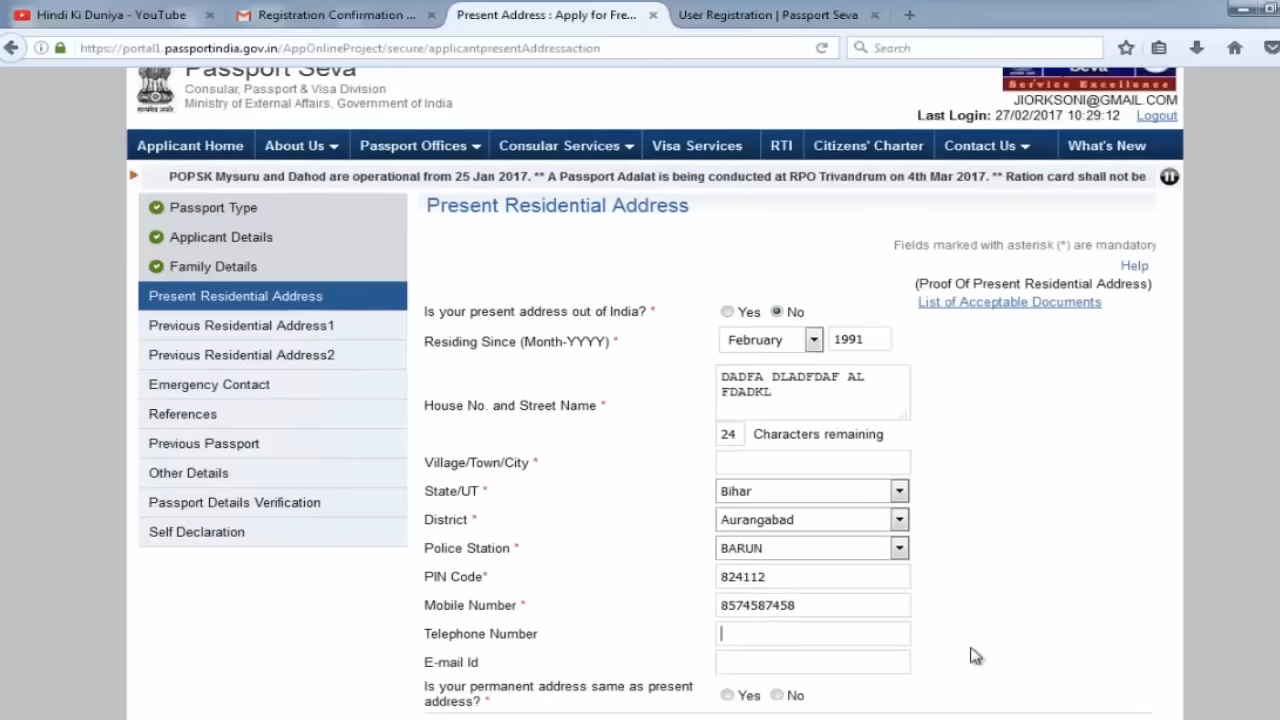 Hindi Ki Duniya - YouTube
Registration Confirmation ...
Present Address : Apply for Fre...
User Registration | Passport Seva
https://portal1.passportindia.gov.in/AppOnlineProject/secure/applicantpresentAddressaction
Search
Passport Seva
Seva
Consular, Passport & Visa Division
Service Excellence
Ministry of External Affairs, Government of India
JIORKSONI@GMAIL.COM
Last Login: 27/02/2017 10:29:12 Logout
Applicant Home About Us Passport Offices Consular Services Visa Services RTI Citizens' Charter Contact Us What's New
POPSK Mysuru and Dahod are operational from 25 Jan 2017. ** A Passport Adalat is being conducted at RPO Trivandrum on 4th Mar 2017. ** Ration card shall not be
Passport Type
Applicant Details
Family Details
Present Residential Address
Previous Residential Address1
Previous Residential Address2
Emergency Contact
References
Previous Passport
Other Details
Passport Details Verification
Self Declaration
Present Residential Address
Fields marked with asterisk (*) are mandatory
Help
(Proof Of Present Residential Address)
List of Acceptable Documents
Is your present address out of India? * Yes No
Residing Since (Month-YYYY) * February 1991
House No. and Street Name * DADFA DLADFDAF AL
FDADKL
24 Characters remaining
Village/Town/City *
State/UT * Bihar
District * Aurangabad
Police Station * BARUN
PIN Code* 824112
Mobile Number * 8574587458
Telephone Number
E-mail Id
Is your permanent address same as present
address? * Yes No